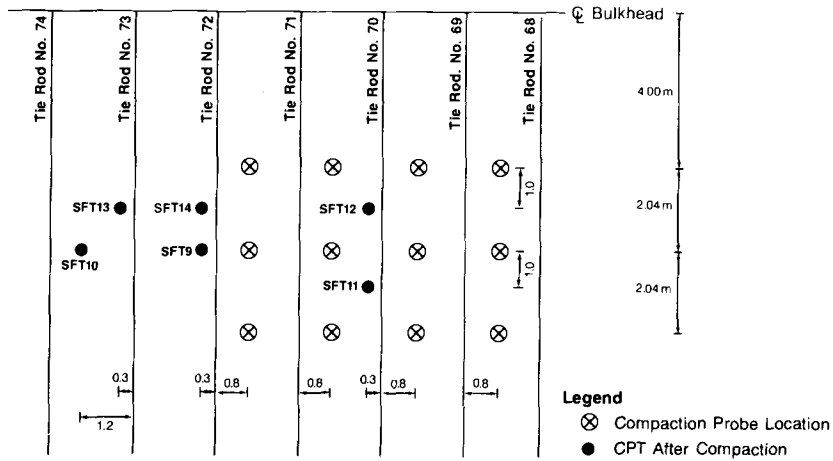 Tie Rod No. 74
Tie Rod No. 73
Tie Rod No. 72
Tie Rod No. 71
Tie Rod No. 70
Tie Rod. No. 69
Tie Rod No. 68
℄ Bulkhead
4.00 m
1.0
2.04 m
SFT13
SFT14
SFT12
SFT10
SFT9
SFT11
1.0
2.04 m
0.3
0.3
0.8
0.8
0.3
0.8
0.8
1.2
Legend
Compaction Probe Location
CPT After Compaction